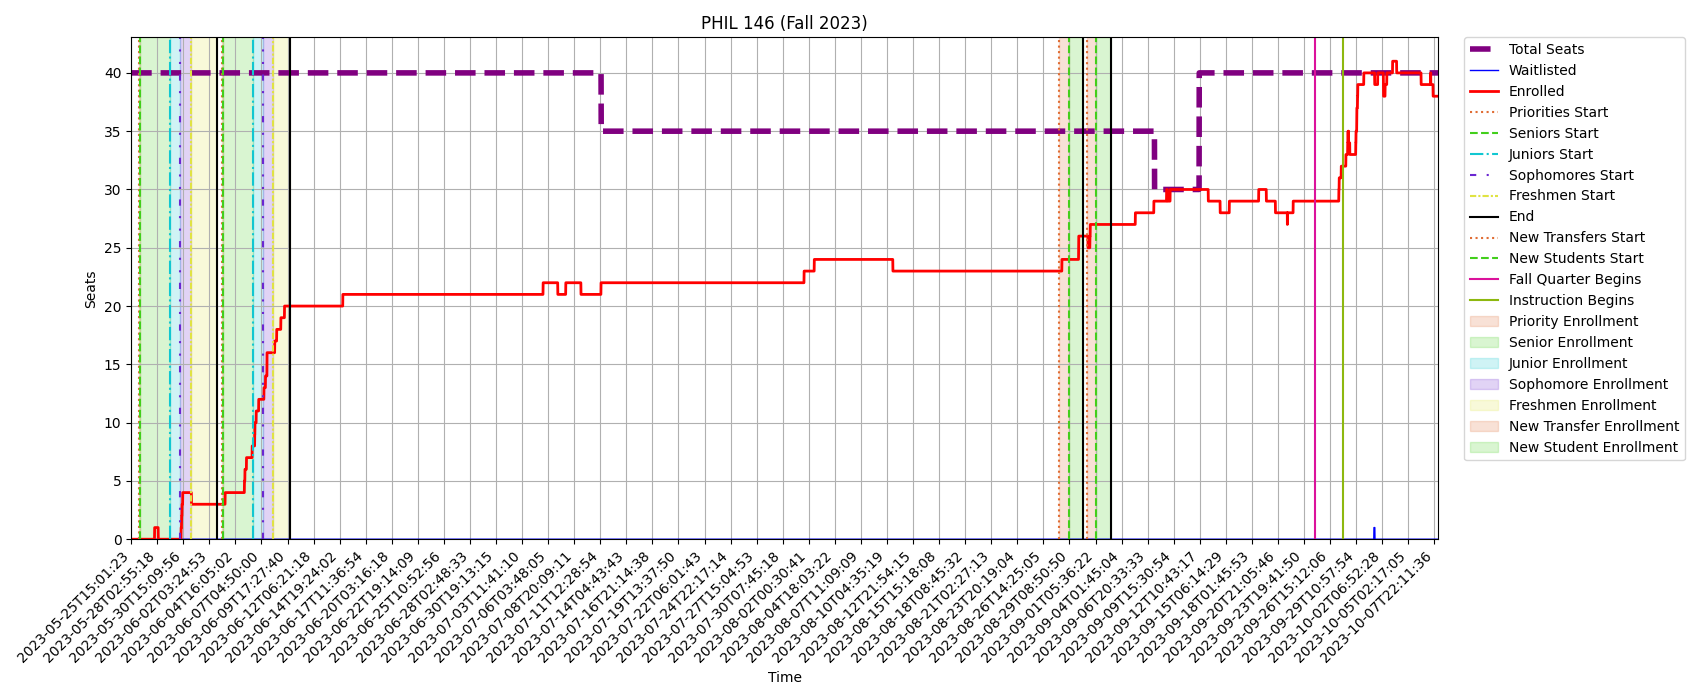 PHIL 146 (Fall 2023)
Seats
40
35
30
25
20
15
10
5
0
2023-05-25T15:01:23
2023-05-28T02:55:18
2023-05-30T15:09:56
2023-06-02T03:24:53
2023-06-04T16:05:02
2023-06-07T04:50:00
2023-06-09T17:27:40
2023-06-12T06:21:18
2023-06-14T19:24:02
2023-06-17T11:36:54
2023-06-20T03:16:18
2023-06-22T19:14:09
2023-06-25T10:52:56
2023-06-28T02:48:33
2023-06-30T19:13:15
2023-07-03T11:41:10
2023-07-06T03:48:05
2023-07-08T20:09:11
2023-07-11T12:28:54
2023-07-14T04:43:43
2023-07-16T21:14:38
2023-07-19T13:37:50
2023-07-22T06:01:43
2023-07-24T22:17:14
2023-07-27T15:04:53
2023-07-30T07:45:18
2023-08-02T00:30:41
2023-08-04T18:03:22
2023-08-07T11:09:09
2023-08-10T04:35:19
2023-08-12T21:54:15
2023-08-15T15:18:08
2023-08-18T08:45:32
2023-08-21T02:27:13
2023-08-23T20:19:04
2023-08-26T14:25:05
2023-08-29T08:50:50
2023-09-01T05:36:22
2023-09-04T01:45:04
2023-09-06T20:33:33
2023-09-09T15:30:54
2023-09-12T10:43:17
2023-09-15T06:14:29
2023-09-18T01:45:53
2023-09-20T21:05:46
2023-09-23T19:41:50
2023-09-26T15:12:06
2023-09-29T10:57:54
2023-10-02T06:52:28
2023-10-05T02:17:05
2023-10-07T22:11:36
Time
Total Seats
Waitlisted
Enrolled
Priorities Start
Seniors Start
Juniors Start
Sophomores Start
Freshmen Start
End
New Transfers Start
New Students Start
Fall Quarter Begins
Instruction Begins
Priority Enrollment
Senior Enrollment
Junior Enrollment
Sophomore Enrollment
Freshmen Enrollment
New Transfer Enrollment
New Student Enrollment